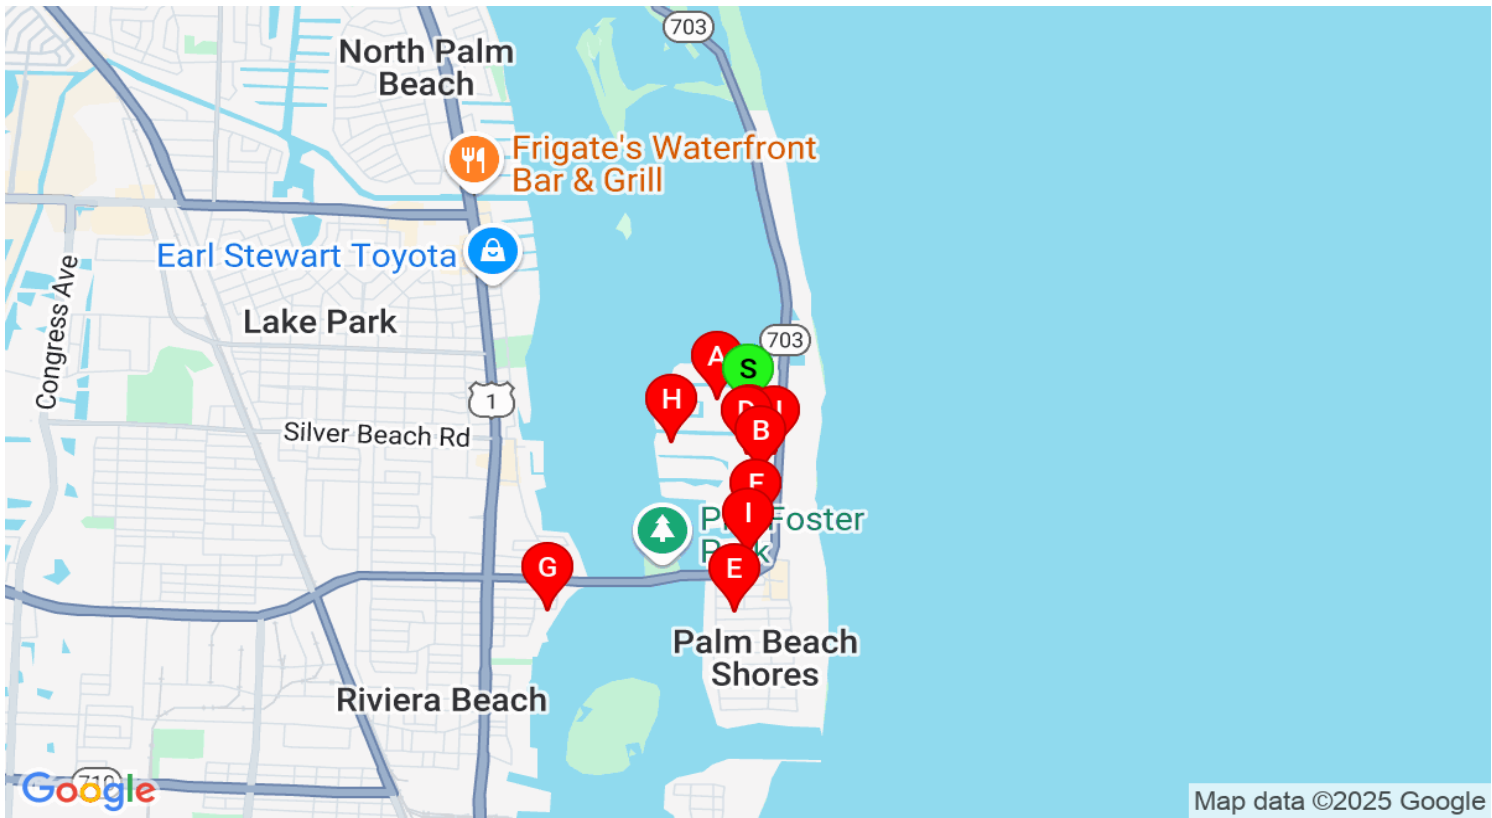 703
North Palm
Beach
Frigate's Waterfront
Bar & Grill
Earl Stewart Toyota
Congress Ave
Lake Park
703
A
S
H
1
B
Silver Beach Rd
I
Foster
G
E
Palm Beach
Shores
Riviera Beach
Google
Map data ©2025 Google